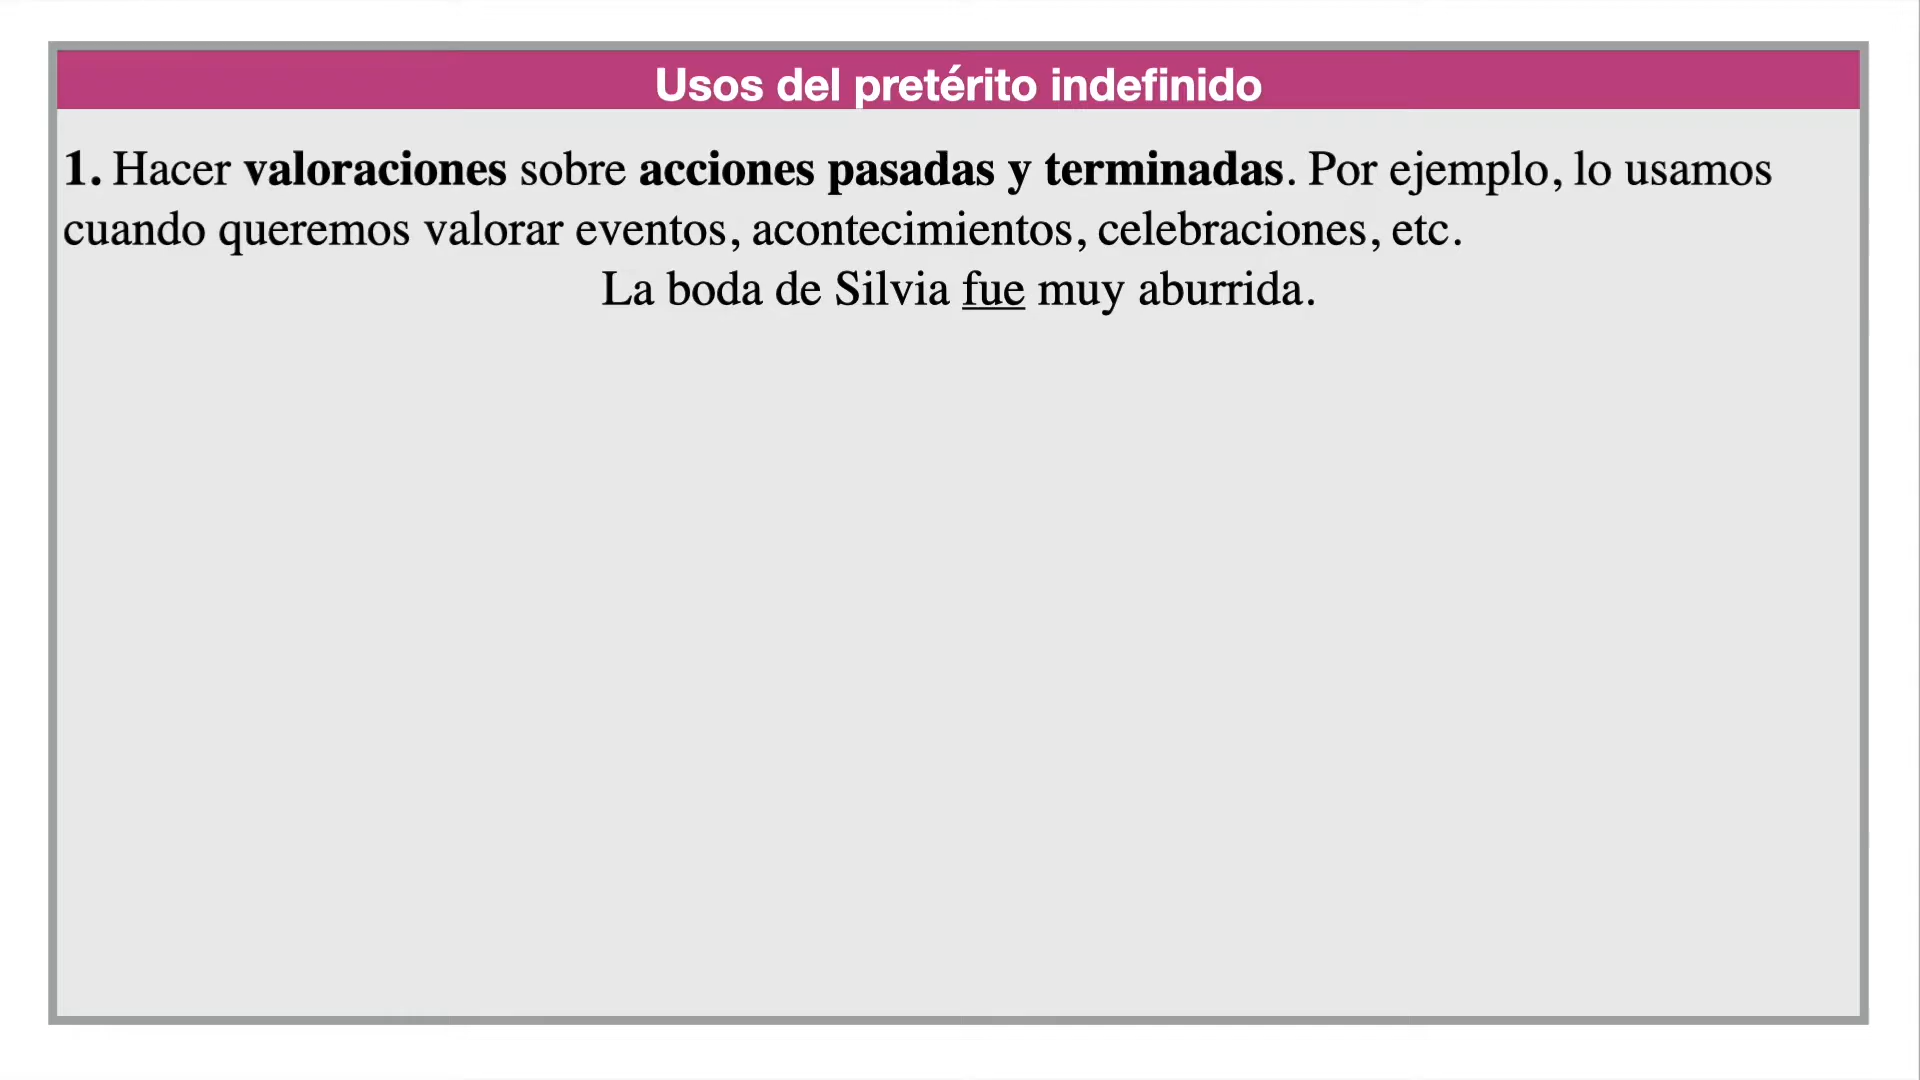 Usos del pretérito indefinido
1. Hacer valoraciones sobre acciones pasadas y terminadas. Por ejemplo, lo usamos
cuando queremos valorar eventos, acontecimientos, celebraciones, etc.
La boda de Silvia fue muy aburrida.